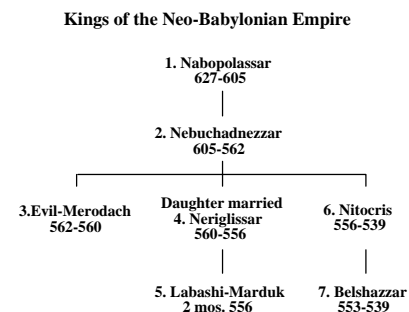 Kings of the Neo-Babylonian Empire
1. Nabopolassar
627-605
2. Nebuchadnezzar
605-562
3.Evil-Merodach
562-560
Daughter married
4. Neriglissar
560-556
6. Nitocris
556-539
5. Labashi-Marduk
2 mos. 556
7. Belshazzar
553-539